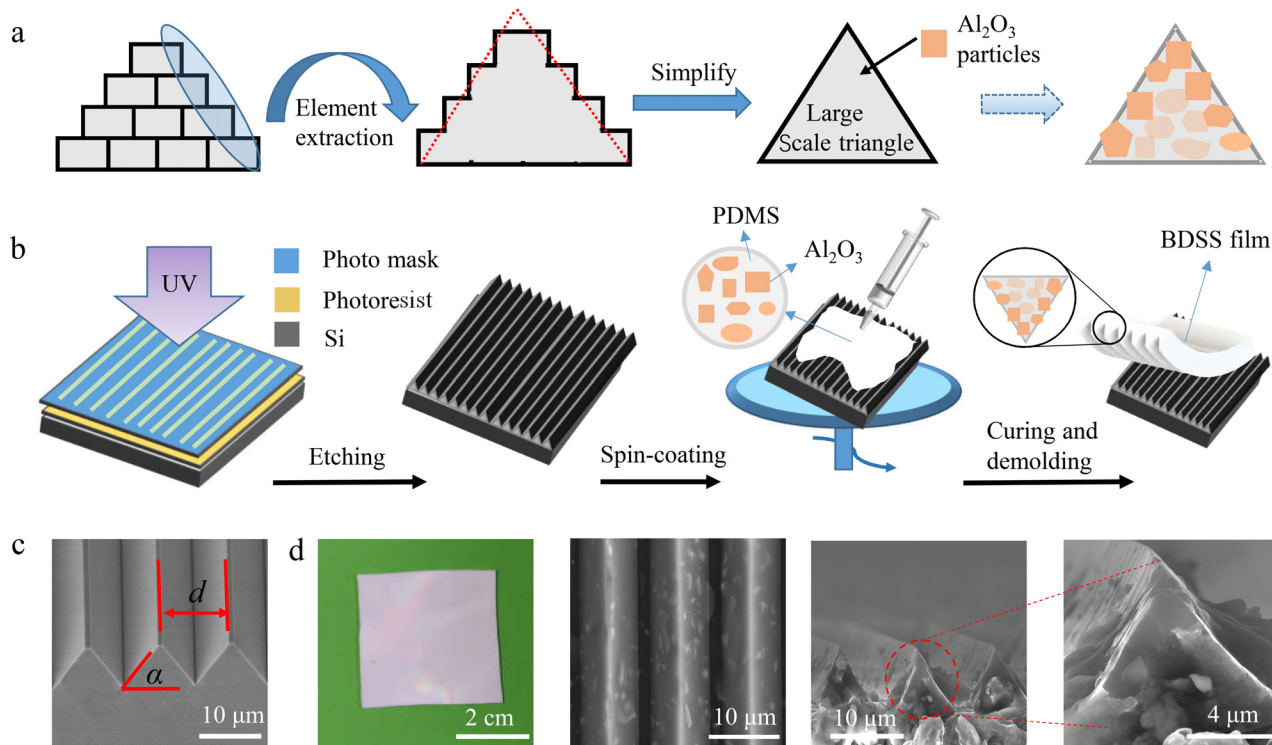 a
Element
extraction
Simplify
Large
Scale triangle
Al₂O₃
particles
b
UV
Photo mask
Photoresist
Si
Etching
Spin-coating
PDMS
Al₂O₃
Curing and
demolding
BDSS film
c
d
α
10 μm
d
2 cm
10 μm
10 μm
4 μm